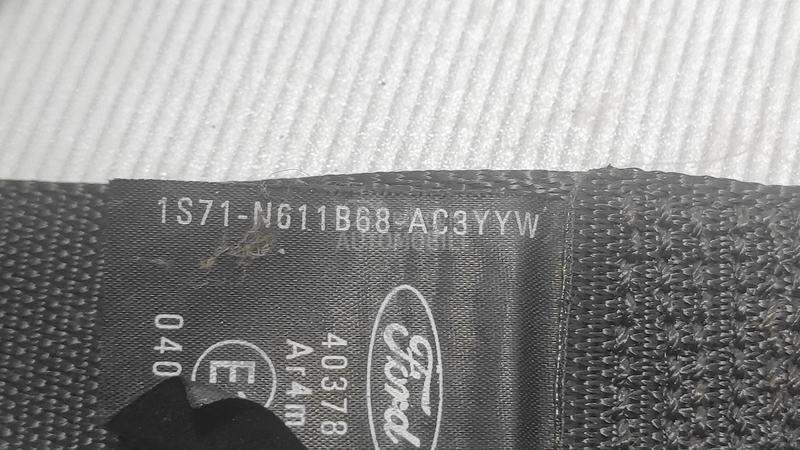 1S71-N611B68-AC3YYW
AUTOMOBILI
Ford
40378
Ar4m
E
040